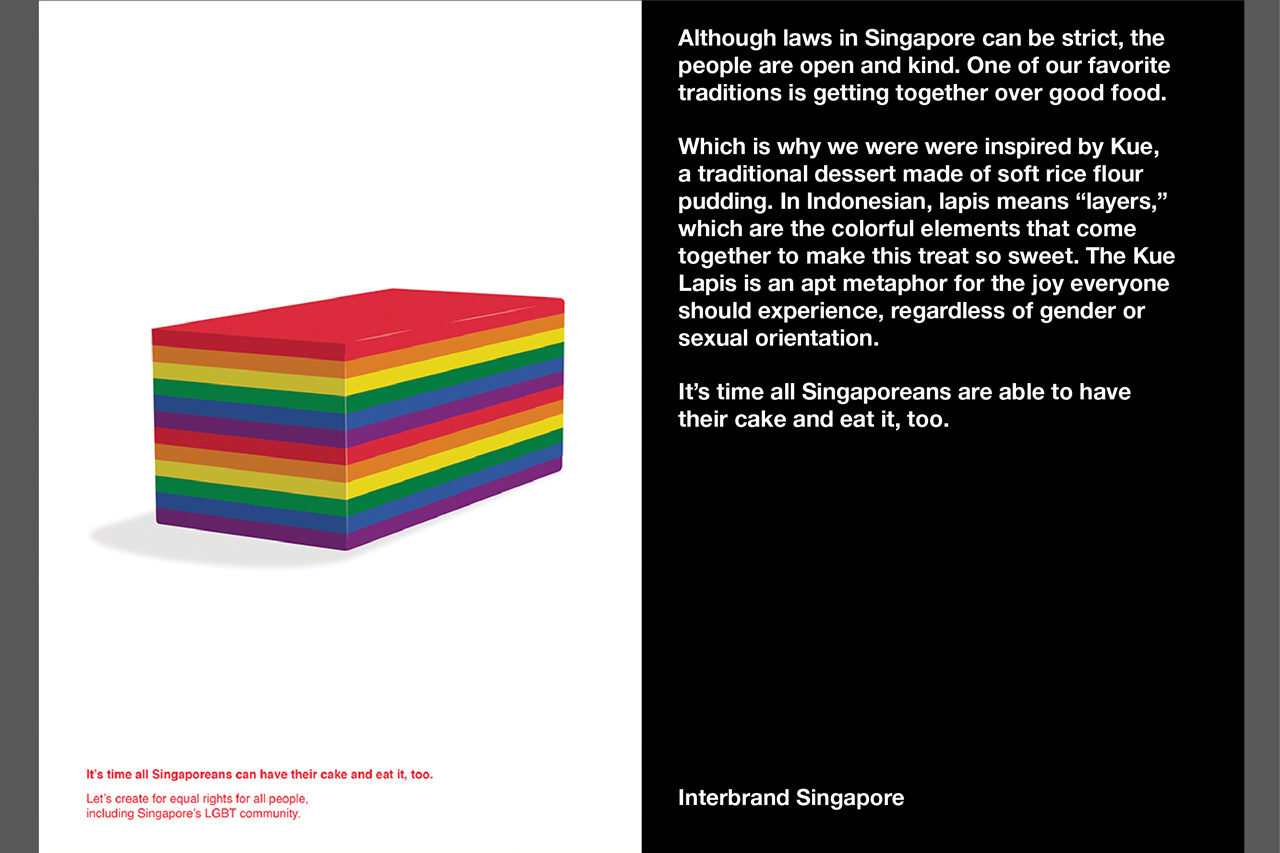 It's time all Singaporeans can have their cake and eat it, too.
Let's create for equal rights for all people,
including Singapore's LGBT community.
Although laws in Singapore can be strict, the
people are open and kind. One of our favorite
traditions is getting together over good food.
Which is why we were were inspired by Kue,
a traditional dessert made of soft rice flour
pudding. In Indonesian, lapis means “layers,”
which are the colorful elements that come
together to make this treat so sweet. The Kue
Lapis is an apt metaphor for the joy everyone
should experience, regardless of gender or
sexual orientation.
It’s time all Singaporeans are able to have
their cake and eat it, too.
Interbrand Singapore